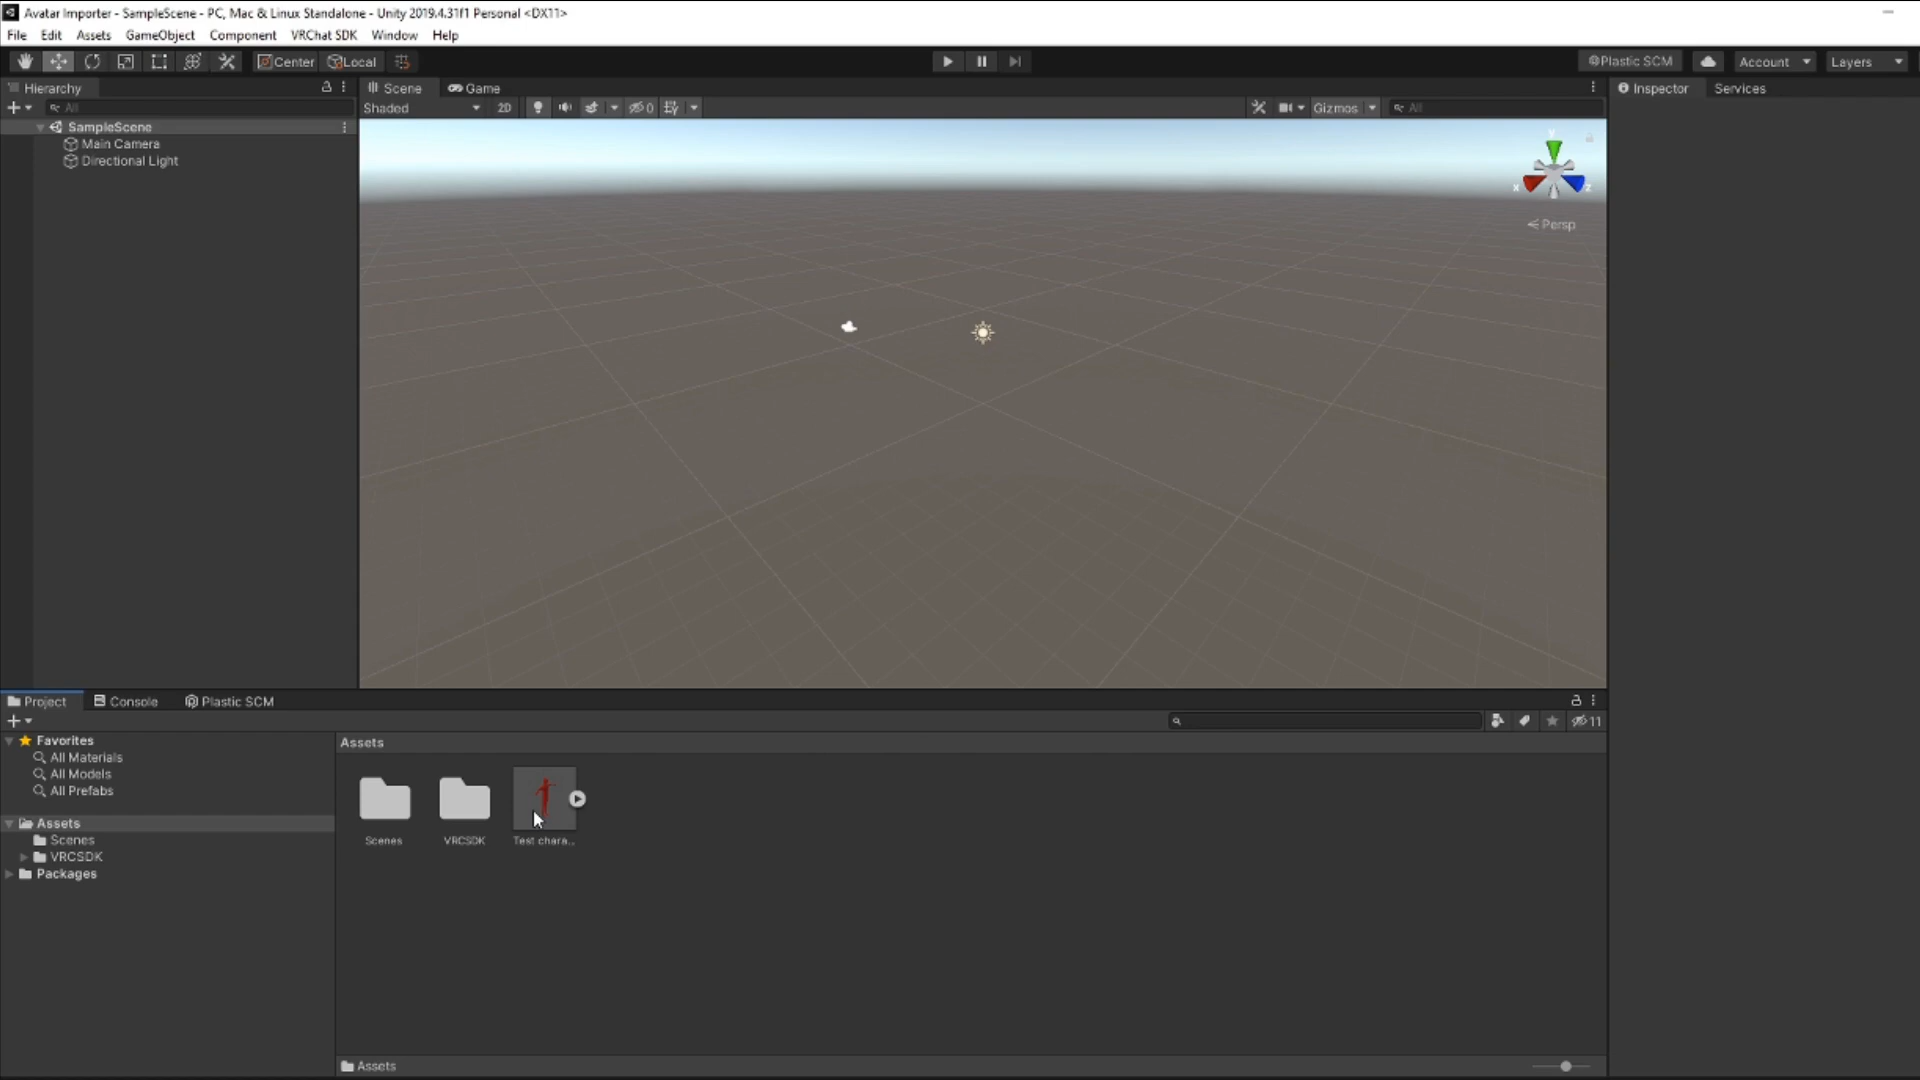 Avatar Importer - SampleScene - PC, Mac & Linux Standalone - Unity 2019.4.31f1 Personal <DX11>
File Edit Assets GameObject Component VRChat SDK Window Help
Center Local Plastic SCM Account Layers
Hierarchy
All
SampleScene
Main Camera
Directional Light
Scene Game
Shaded 2D 0 Gizmos All
y
x z
Persp
Inspector Services
Project Console Plastic SCM
11
Favorites
All Materials
All Models
All Prefabs
Assets
Scenes
VRCSDK
Packages
Assets
Scenes VRCSDK Test chara...
Assets